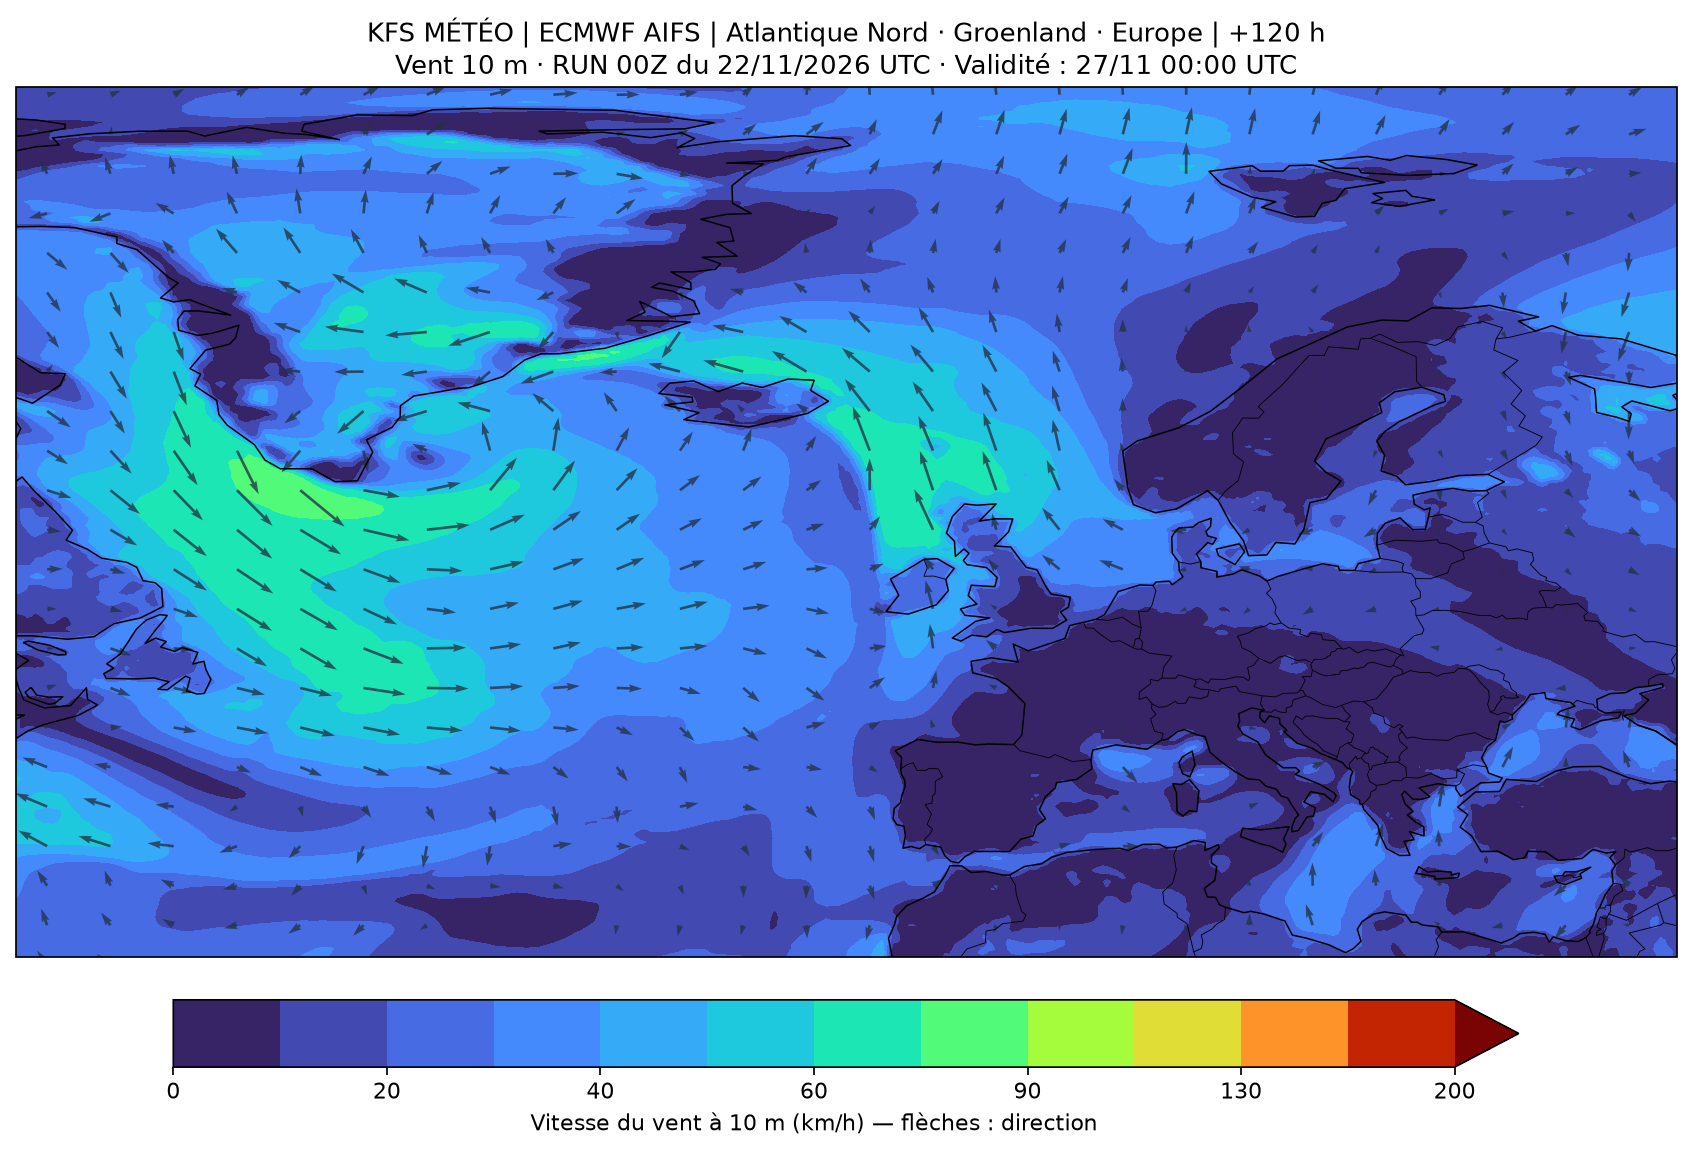 KFS MÉTÉO | ECMWF AIFS | Atlantique Nord · Groenland · Europe | +120 h
Vent 10 m · RUN 00Z du 22/11/2026 UTC · Validité : 27/11 00:00 UTC
0 20 40 60 90 130 200
Vitesse du vent à 10 m (km/h) — flèches : direction